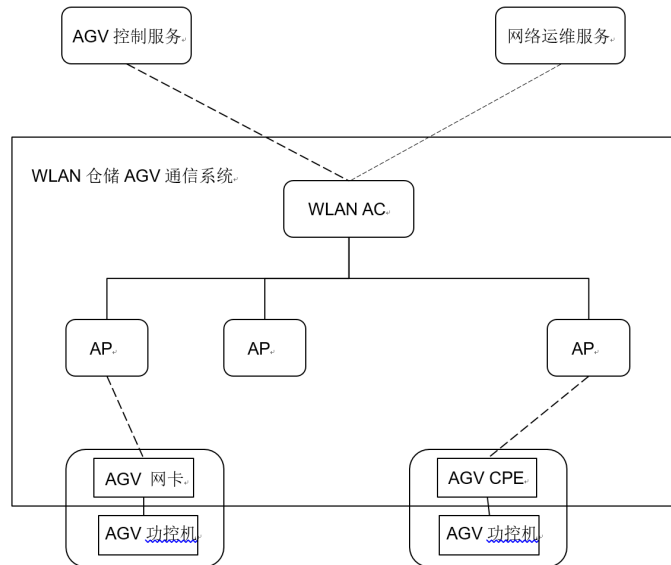 AGV 控制服务
网络运维服务
WLAN 仓储 AGV 通信系统
WLAN AC
AP
AP
AP
AGV 网卡
AGV CPE
AGV 功控机
AGV 功控机